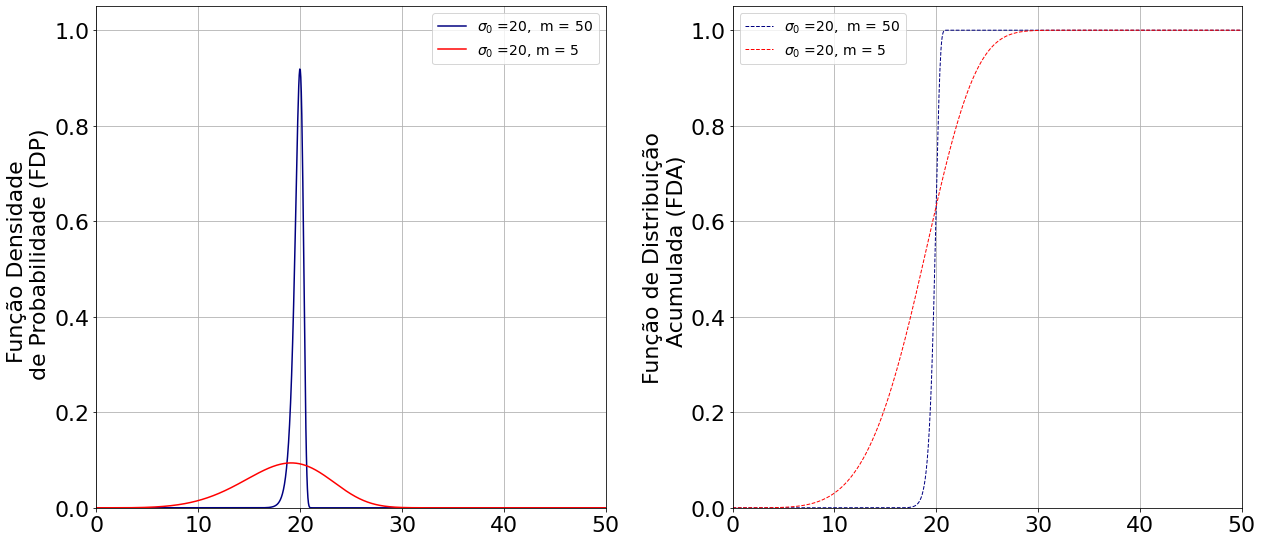 Função Densidade
de Probabilidade (FDP)
1.0
0.8
0.6
0.4
0.2
0.0
0 10 20 30 40 50
σ₀ =20,  m = 50
σ₀ =20, m = 5
Função de Distribuição
Acumulada (FDA)
1.0
0.8
0.6
0.4
0.2
0.0
0 10 20 30 40 50
σ₀ =20,  m = 50
σ₀ =20, m = 5